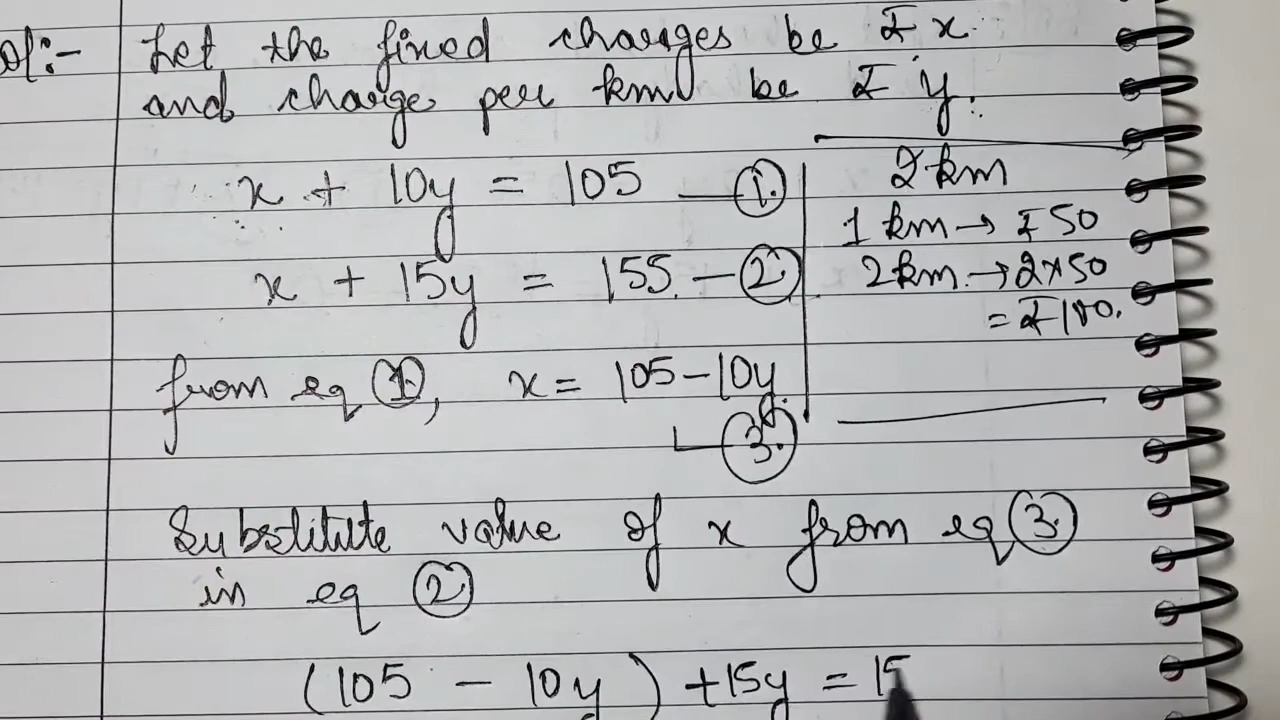 Sol:- Let the fixed charges be ₹ x.
and charge per km be ₹ y.
x + 10y = 105 — ①
x + 15y = 155. — ②
2 km
1 km → ₹ 50
2 km. → 2×50
= ₹ 100.
from eq ①, x = 105 - 10y.
③.
Substitute value of x from eq ③
in eq ②
(105 - 10y) + 15y = 15